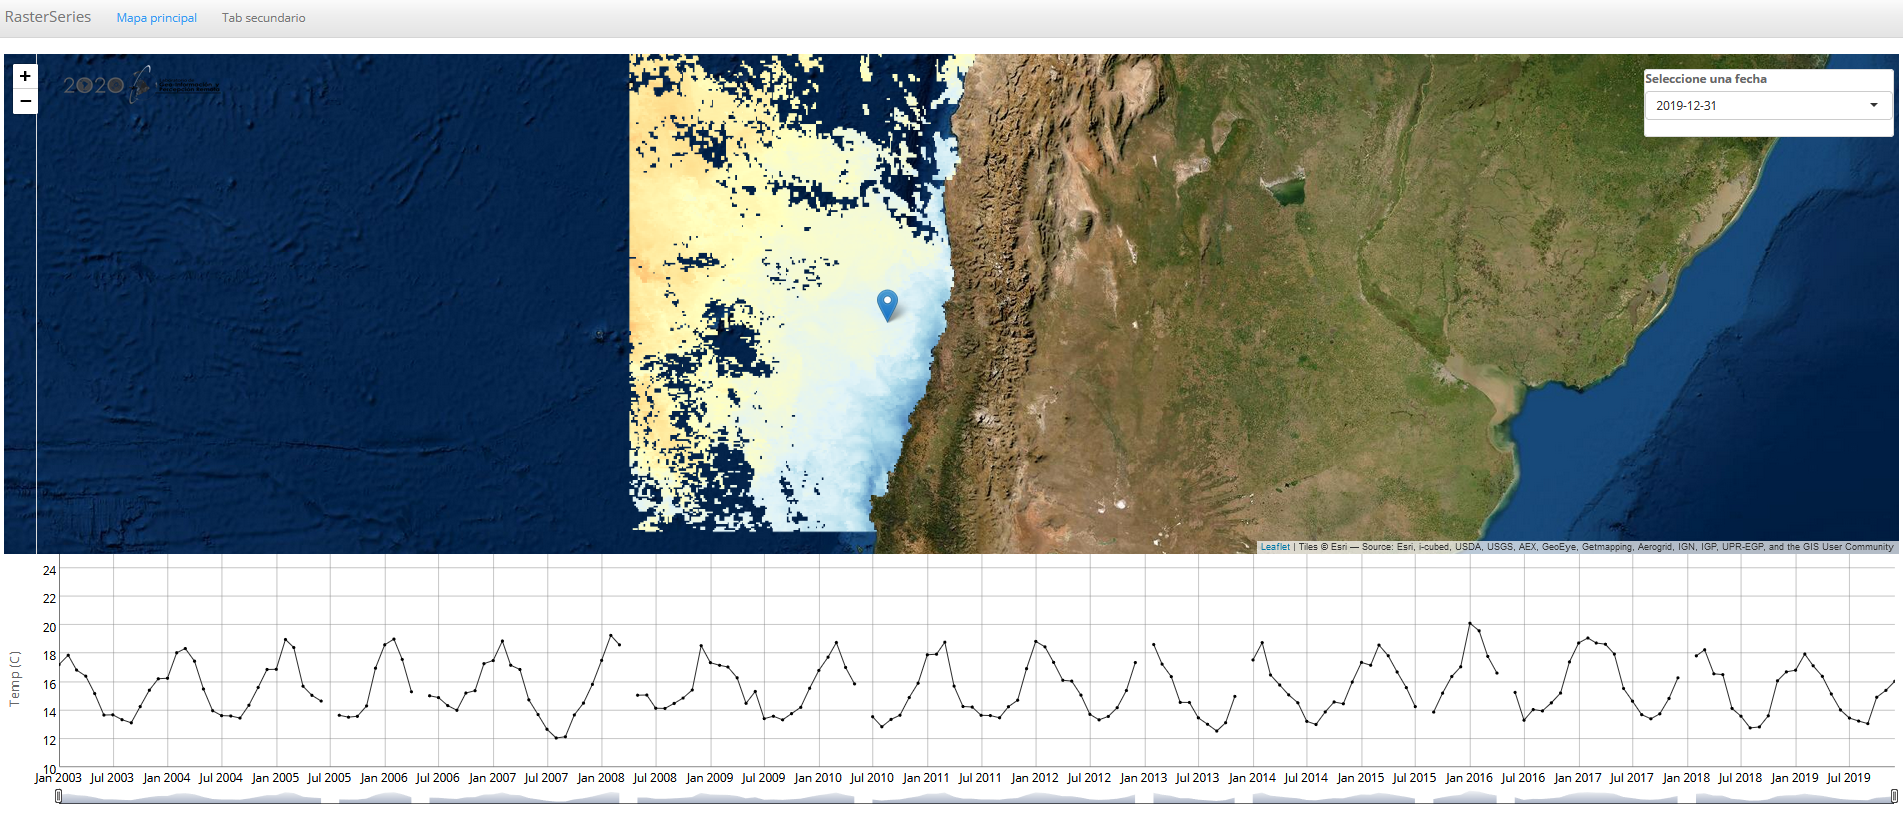 RasterSeries Mapa principal Tab secundario
+
−
2020
Seleccione una fecha
2019-12-31
Leaflet | Tiles © Esri — Source: Esri, i-cubed, USDA, USGS, AEX, GeoEye, Getmapping, Aerogrid, IGN, IGP, UPR-EGP, and the GIS User Community
Temp (C)
24
22
20
18
16
14
12
10
Jan 2003 Jul 2003 Jan 2004 Jul 2004 Jan 2005 Jul 2005 Jan 2006 Jul 2006 Jan 2007 Jul 2007 Jan 2008 Jul 2008 Jan 2009 Jul 2009 Jan 2010 Jul 2010 Jan 2011 Jul 2011 Jan 2012 Jul 2012 Jan 2013 Jul 2013 Jan 2014 Jul 2014 Jan 2015 Jul 2015 Jan 2016 Jul 2016 Jan 2017 Jul 2017 Jan 2018 Jul 2018 Jan 2019 Jul 2019